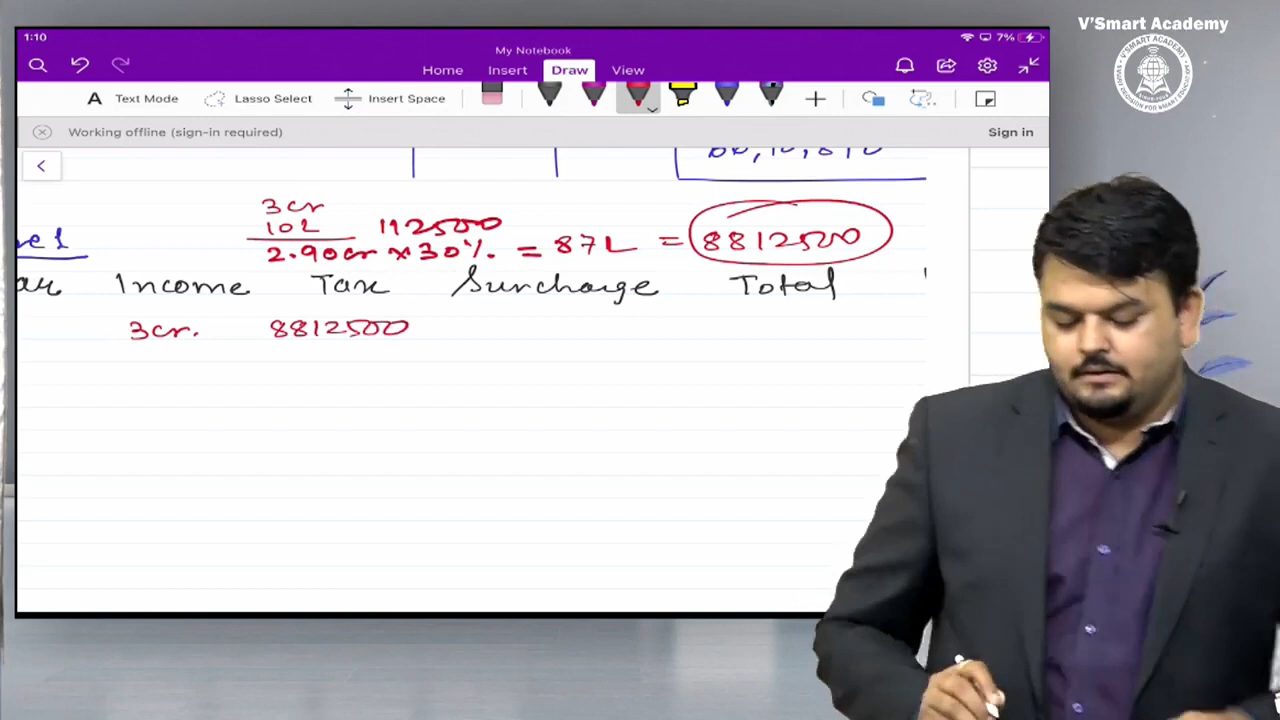 V'Smart Academy
1:10
7%
My Notebook
Home Insert Draw View
Text Mode Lasso Select Insert Space
Working offline (sign-in required) Sign in
3cr
10L 112500
2.90cr × 30% = 87L = 8812500
Income Tax Surcharge Total
3cr. 8812500